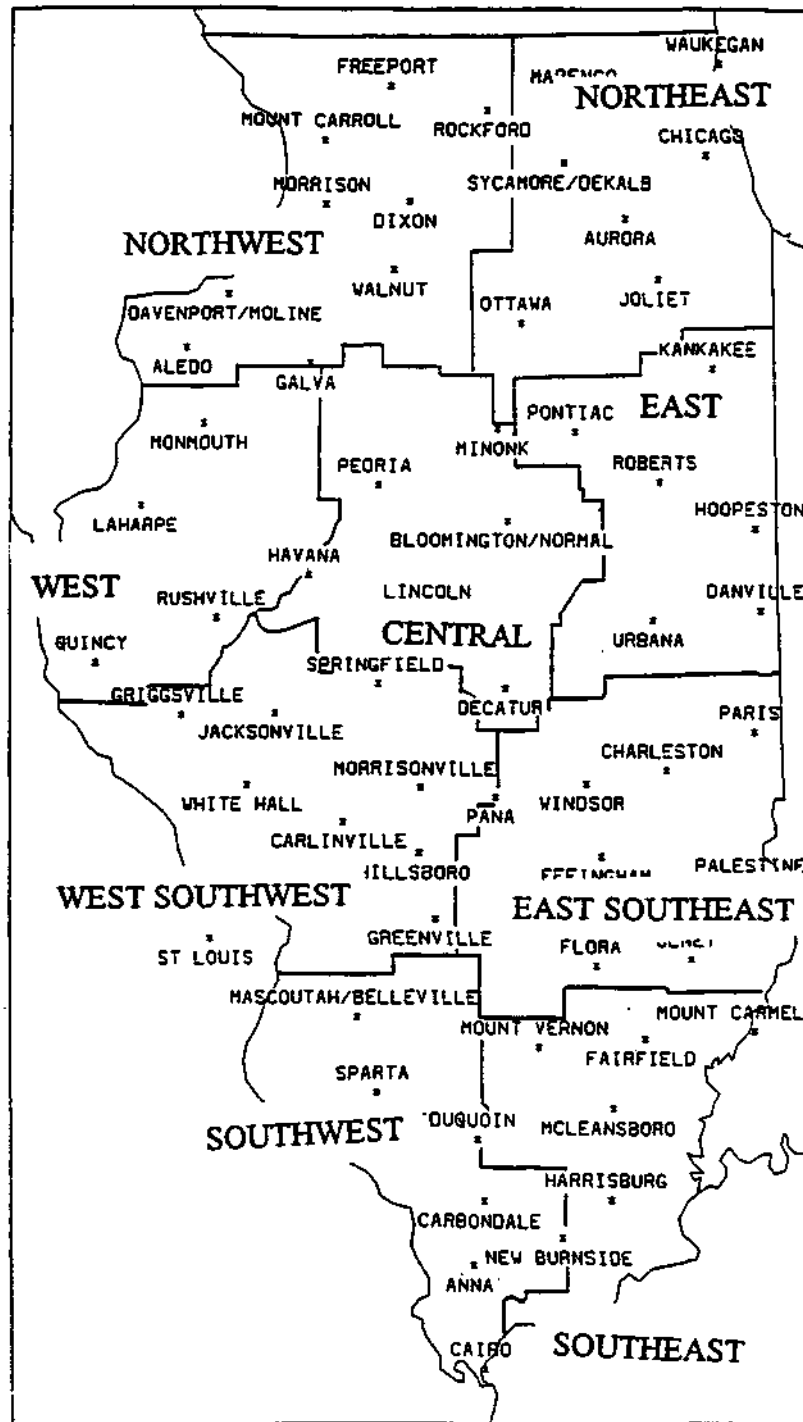 WAUKEGAN
FREEPORT
NORTHEAST
MOUNT CARROLL
ROCKFORD
CHICAGO
MORRISON
SYCAMORE/DEKALB
DIXON
AURORA
NORTHWEST
WALNUT
OTTAWA
JOLIET
DAVENPORT/MOLINE
KANKAKEE
ALEDO
GALVA
EAST
PONTIAC
MONMOUTH
MINONK
PEORIA
ROBERTS
LAHARPE
HOOPESTON
BLOOMINGTON/NORMAL
HAVANA
WEST
LINCOLN
RUSHVILLE
DANVILLE
CENTRAL
QUINCY
URBANA
SPRINGFIELD
GRIGGSVILLE
DECATUR
JACKSONVILLE
PARIS
CHARLESTON
MORRISONVILLE
WHITE HALL
WINDSOR
PANA
CARLINVILLE
HILLSBORO
EFFINGHAM
PALESTINE
WEST SOUTHWEST
EAST SOUTHEAST
GREENVILLE
FLORA
ST LOUIS
MASCOUTAH/BELLEVILLE
MOUNT CARMEL
MOUNT VERNON
FAIRFIELD
SPARTA
SOUTHWEST
DUQUOIN
MCLEANSBORO
HARRISBURG
CARBONDALE
NEW BURNSIDE
ANNA
CAIRO
SOUTHEAST